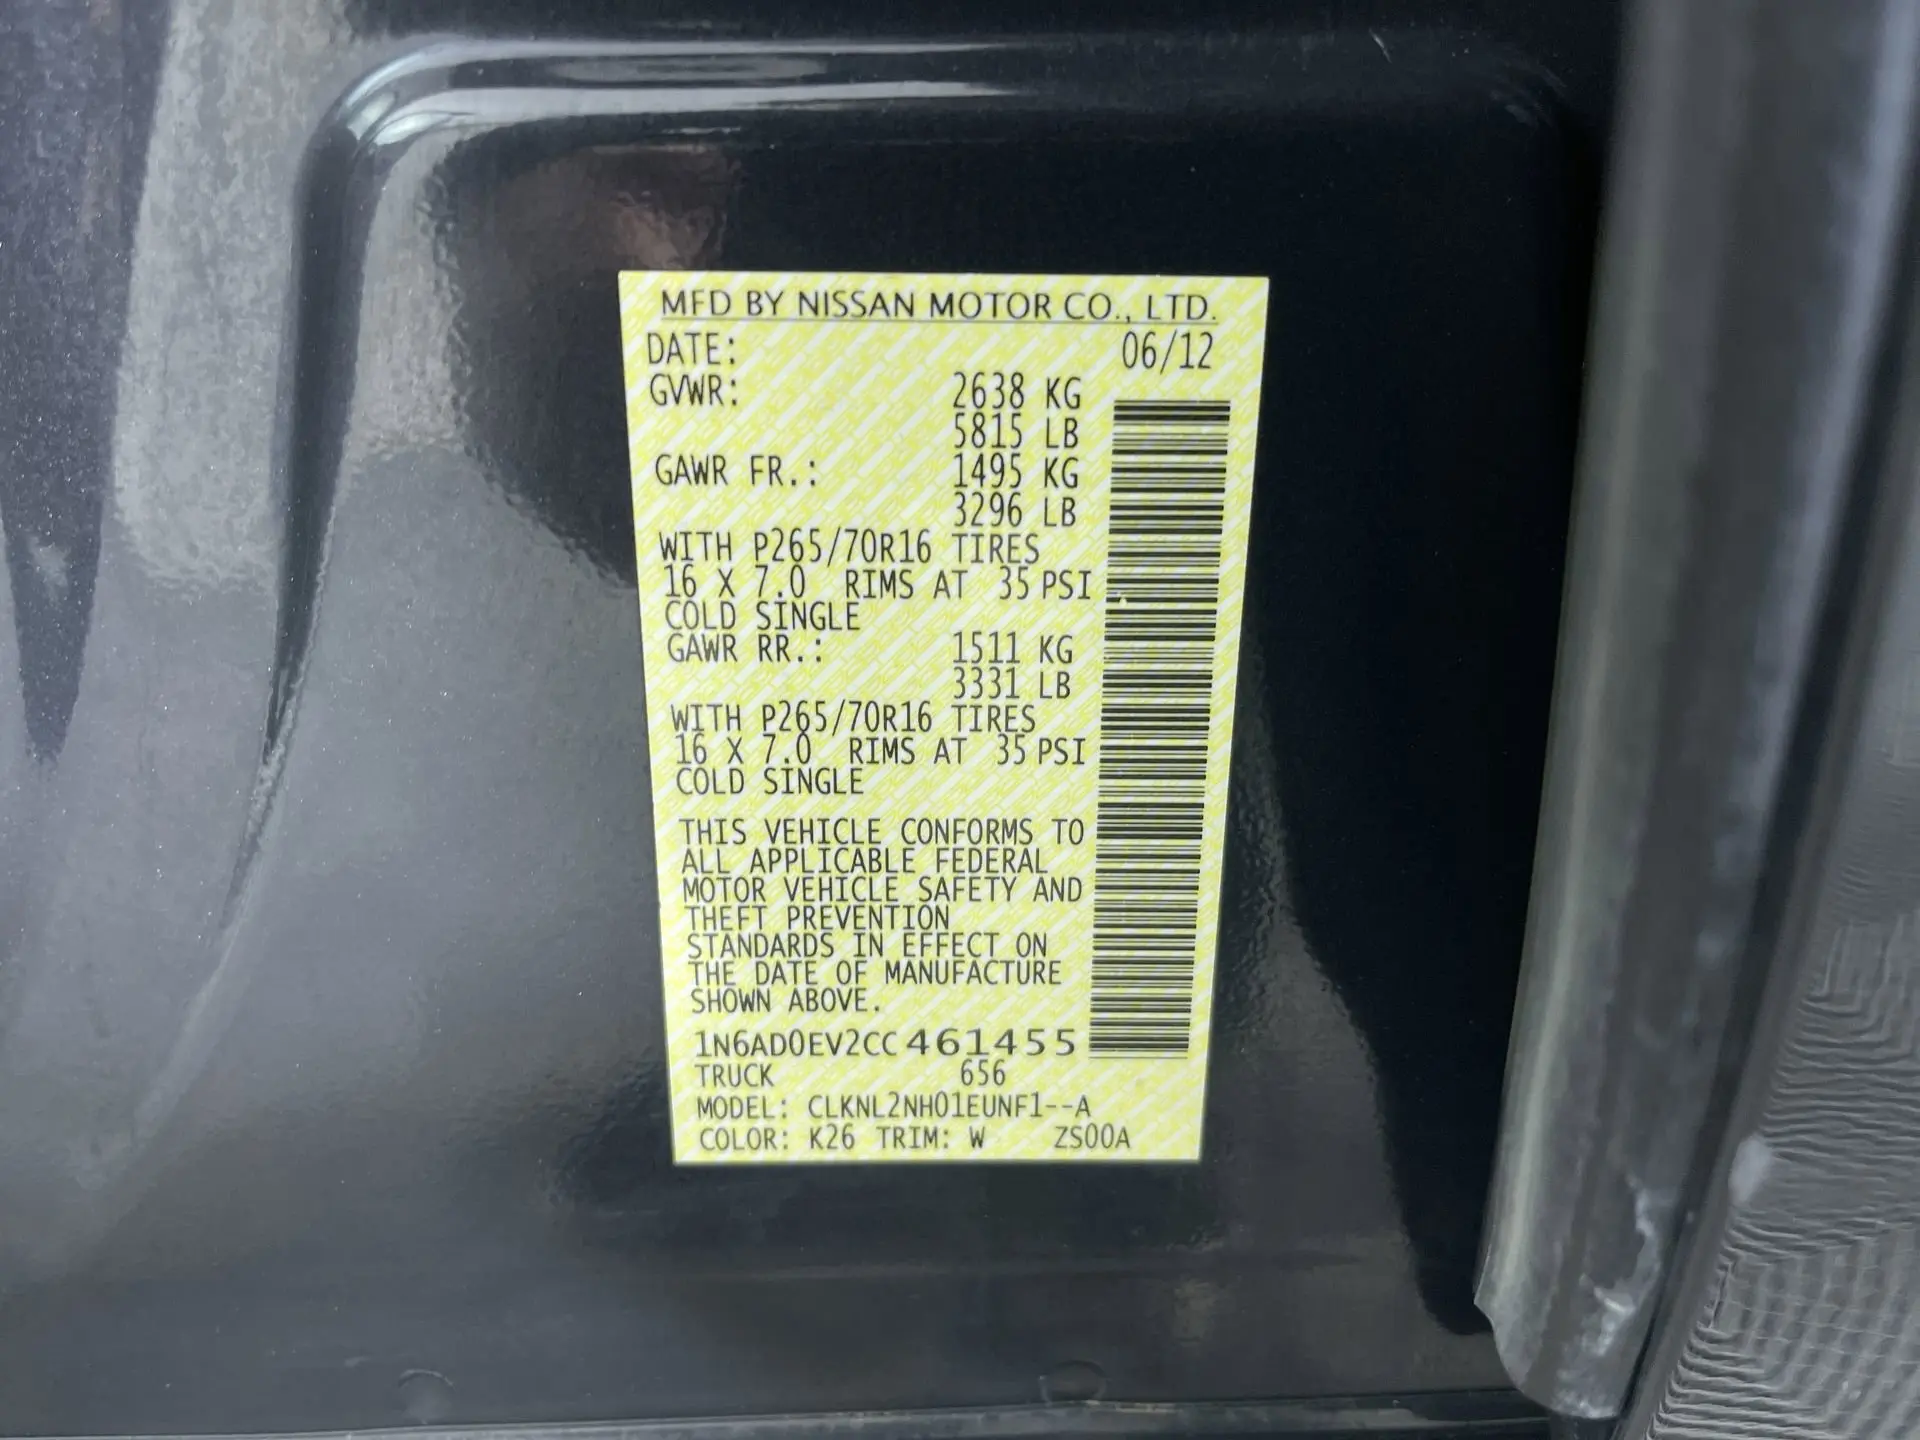 MFD BY NISSAN MOTOR CO., LTD.
DATE: 06/12
GVWR: 2638 KG
5815 LB
GAWR FR.: 1495 KG
3296 LB
WITH P265/70R16 TIRES
16 X 7.0 RIMS AT 35 PSI
COLD SINGLE
GAWR RR.: 1511 KG
3331 LB
WITH P265/70R16 TIRES
16 X 7.0 RIMS AT 35 PSI
COLD SINGLE
THIS VEHICLE CONFORMS TO
ALL APPLICABLE FEDERAL
MOTOR VEHICLE SAFETY AND
THEFT PREVENTION
STANDARDS IN EFFECT ON
THE DATE OF MANUFACTURE
SHOWN ABOVE.
1N6AD0EV2CC461455
TRUCK 656
MODEL: CLKNL2NH01EUNF1--A
COLOR: K26 TRIM: W ZS00A